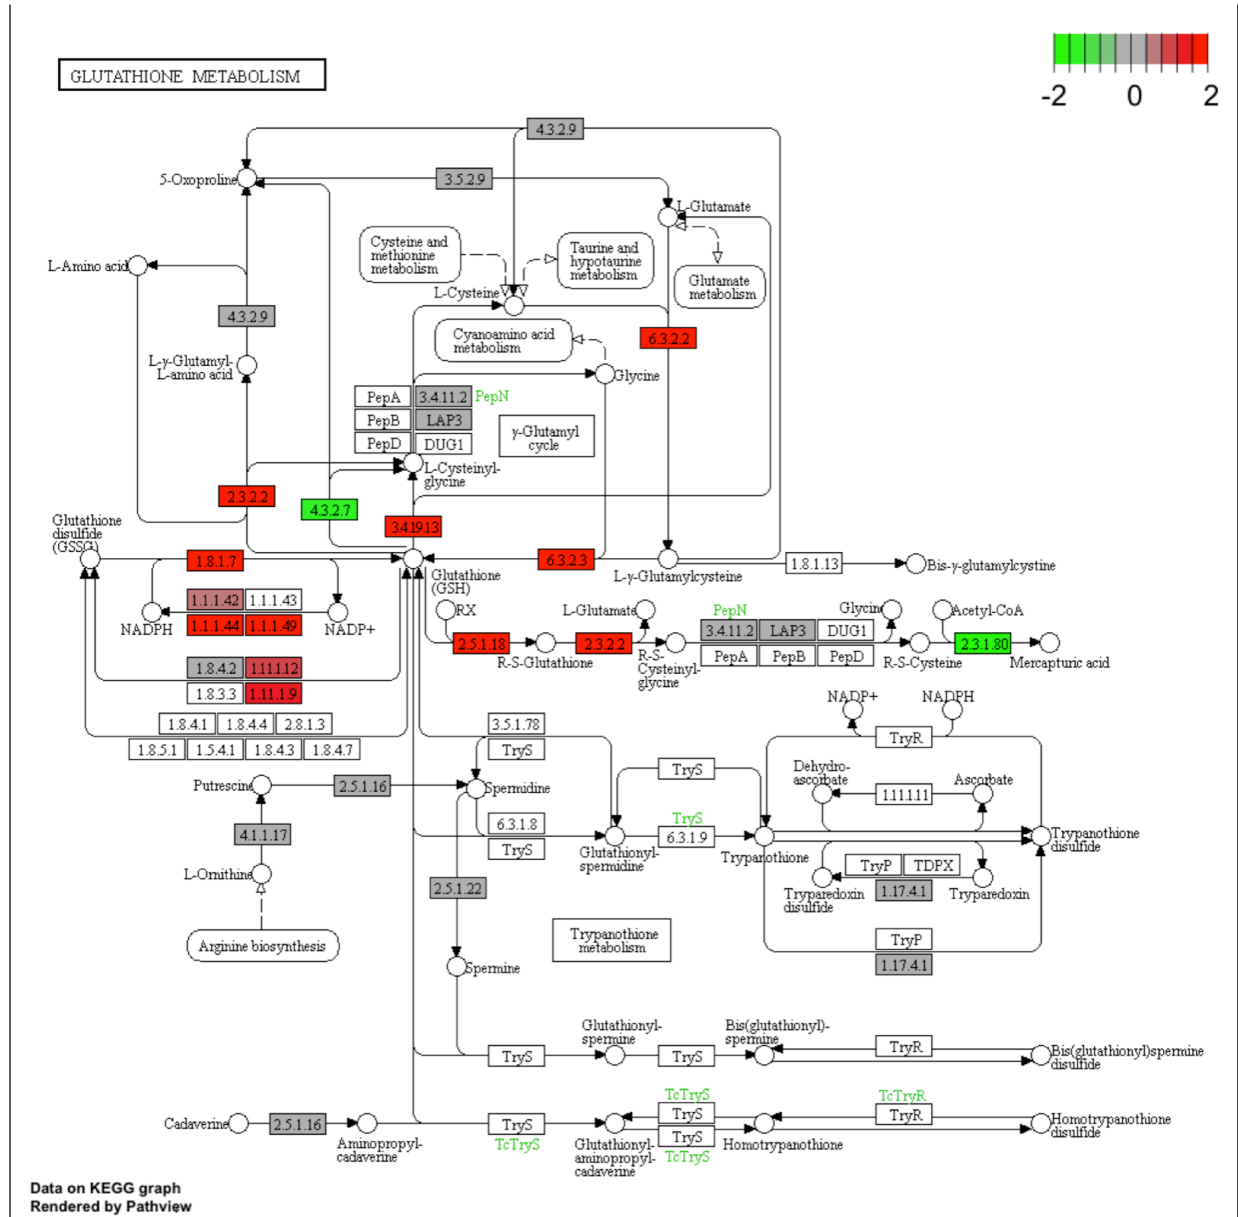 GLUTATHIONE METABOLISM
-2 0 2
4.3.2.9
5-Oxoproline
3.5.2.9
L-Glutamate
Cysteine and
methionine
metabolism
Taurine and
hypotaurine
metabolism
Glutamate
metabolism
L-Amino acid
L-Cysteine
4.3.2.9
Cyanoamino acid
metabolism
6.3.2.2
L-γ-Glutamyl-
L-amino acid
Glycine
PepA 3.4.11.2 PepN
PepB LAP3
PepD DUG1
γ-Glutamyl
cycle
L-Cysteinyl-
glycine
2.3.2.2
4.3.2.7
3.4.19.13
Glutathione
disulfide
(GSSG)
1.8.1.7
Glutathione
(GSH)
6.3.2.3
L-γ-Glutamylcysteine
1.8.1.13
Bis-γ-glutamylcystine
1.1.1.42 1.1.1.43
NADPH
1.1.1.44 1.1.1.49
NADP+
RX
L-Glutamate
PepN
Glycine
Acetyl-CoA
2.5.1.18
R-S-Glutathione
2.3.2.2
R-S-
Cysteinyl-
glycine
3.4.11.2 LAP3 DUG1
PepA PepB PepD
R-S-Cysteine
2.3.1.80
Mercapturic acid
1.8.4.2 1.11.1.12
1.8.3.3 1.11.1.9
1.8.4.1 1.8.4.4 2.8.1.3
1.8.5.1 1.5.4.1 1.8.4.3 1.8.4.7
3.5.1.78
TryS
NADP+ NADPH
TryR
Putrescine
2.5.1.16
Spermidine
TryS
Dehydro-
ascorbate
1.11.1.11
Ascorbate
4.1.1.17
6.3.1.8
TryS
Glutathionyl-
spermidine
TryS
6.3.1.9
Trypanothione
Trypanothione
disulfide
L-Ornithine
2.5.1.22
TryP TDPX
Tryparedoxin
disulfide
1.17.4.1
Tryparedoxin
Arginine biosynthesis
Trypanothione
metabolism
TryP
1.17.4.1
Spermine
Glutathionyl-
spermine
Bis(glutathionyl)-
spermine
TryS
TryS
TryR
Bis(glutathionyl)spermine
disulfide
Cadaverine
2.5.1.16
Aminopropyl-
cadaverine
TryS
TcTryS
Glutathionyl-
aminopropyl-
cadaverine
TcTryS
TryS
TryS
TcTryS
Homotrypanothione
TcTryR
TryR
Homotrypanothione
disulfide
Data on KEGG graph
Rendered by Pathview